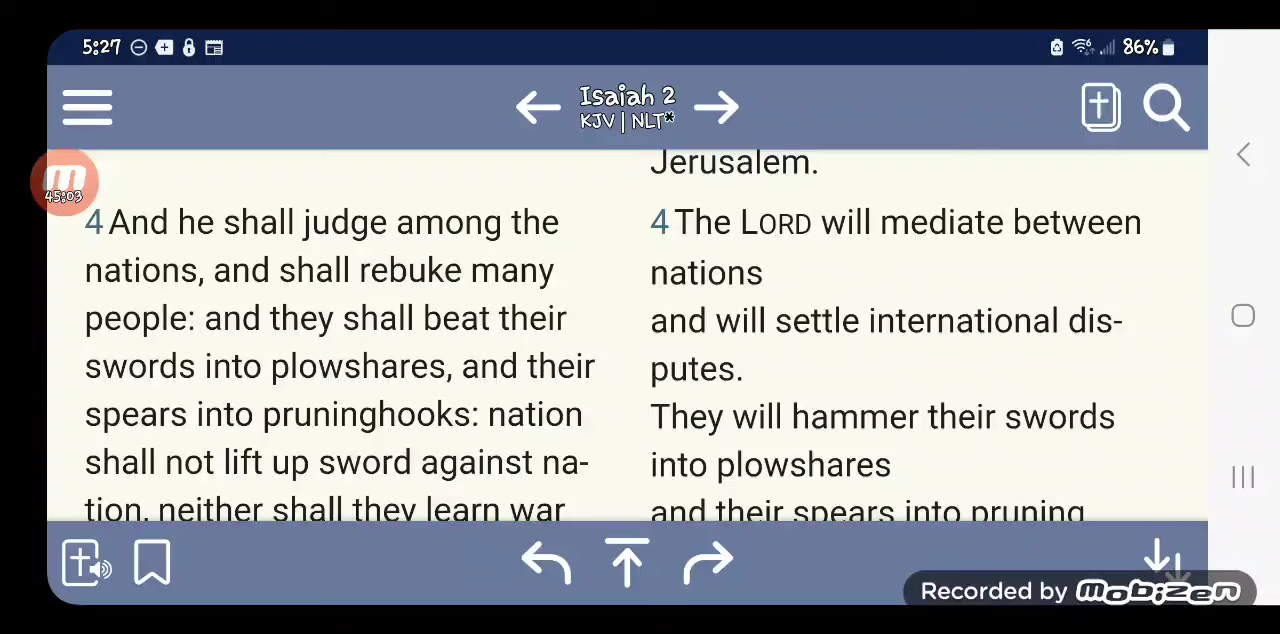 5:27
86%
Isaiah 2
KJV | NLT*
45:03
Jerusalem.
4 And he shall judge among the
nations, and shall rebuke many
people: and they shall beat their
swords into plowshares, and their
spears into pruninghooks: nation
shall not lift up sword against na-
tion, neither shall they learn war
4 The LORD will mediate between
nations
and will settle international dis-
putes.
They will hammer their swords
into plowshares
and their spears into pruning
Recorded by mobizen